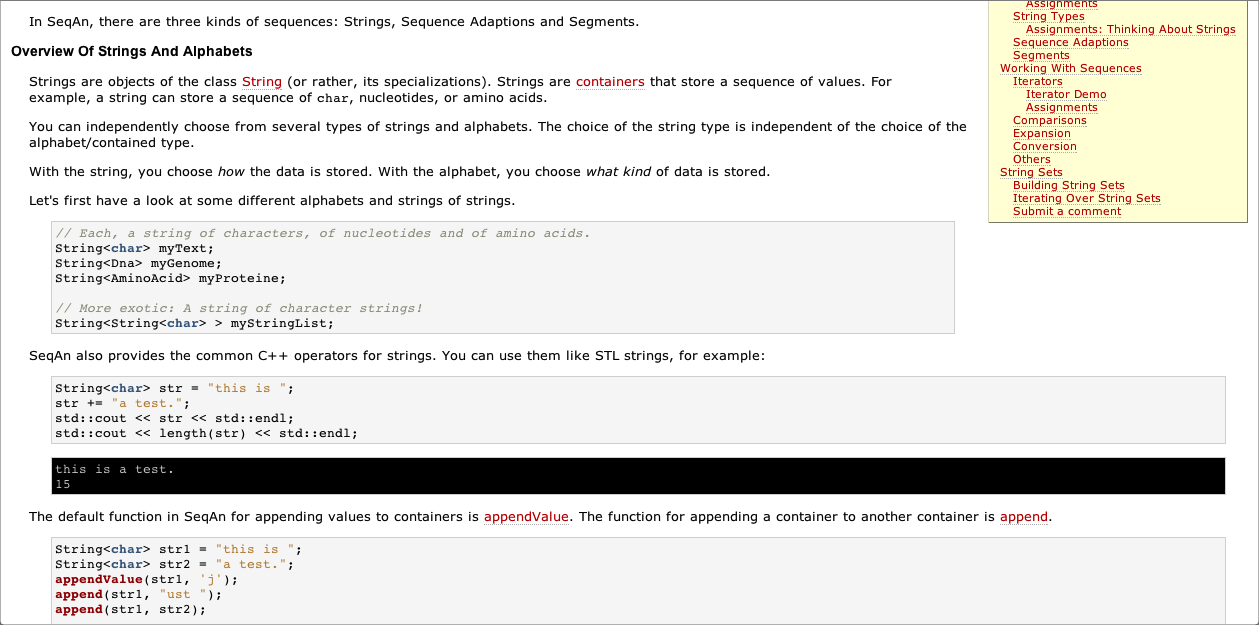 In SeqAn, there are three kinds of sequences: Strings, Sequence Adaptions and Segments.
Overview Of Strings And Alphabets
Strings are objects of the class String (or rather, its specializations). Strings are containers that store a sequence of values. For
example, a string can store a sequence of char, nucleotides, or amino acids.
You can independently choose from several types of strings and alphabets. The choice of the string type is independent of the choice of the
alphabet/contained type.
With the string, you choose how the data is stored. With the alphabet, you choose what kind of data is stored.
Let's first have a look at some different alphabets and strings of strings.
// Each, a string of characters, of nucleotides and of amino acids.
String<char> myText;
String<Dna> myGenome;
String<AminoAcid> myProteine;
// More exotic: A string of character strings!
String<String<char> > myStringList;
SeqAn also provides the common C++ operators for strings. You can use them like STL strings, for example:
String<char> str = "this is ";
str += "a test.";
std::cout << str << std::endl;
std::cout << length(str) << std::endl;
this is a test.
15
The default function in SeqAn for appending values to containers is appendValue. The function for appending a container to another container is append.
String<char> str1 = "this is ";
String<char> str2 = "a test.";
appendValue(str1, 'j');
append(str1, "ust ");
append(str1, str2);
Assignments
String Types
Assignments: Thinking About Strings
Sequence Adaptions
Segments
Working With Sequences
Iterators
Iterator Demo
Assignments
Comparisons
Expansion
Conversion
Others
String Sets
Building String Sets
Iterating Over String Sets
Submit a comment